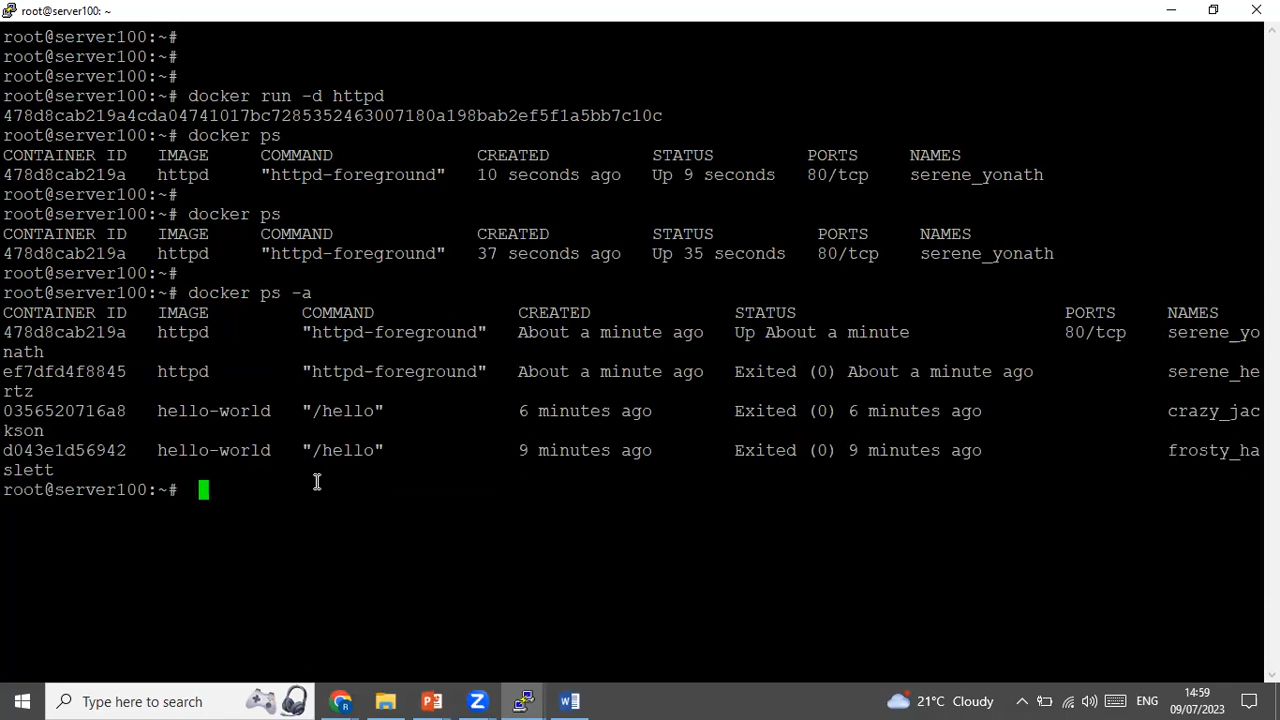 root@server100: ~
root@server100:~#
root@server100:~#
root@server100:~#
root@server100:~# docker run -d httpd
478d8cab219a4cda04741017bc7285352463007180a198bab2ef5f1a5bb7c10c
root@server100:~# docker ps
CONTAINER ID   IMAGE     COMMAND              CREATED          STATUS         PORTS     NAMES
478d8cab219a   httpd     "httpd-foreground"   10 seconds ago   Up 9 seconds   80/tcp    serene_yonath
root@server100:~#
root@server100:~# docker ps
CONTAINER ID   IMAGE     COMMAND              CREATED          STATUS          PORTS     NAMES
478d8cab219a   httpd     "httpd-foreground"   37 seconds ago   Up 35 seconds   80/tcp    serene_yonath
root@server100:~#
root@server100:~# docker ps -a
CONTAINER ID   IMAGE         COMMAND              CREATED              STATUS                          PORTS     NAMES
478d8cab219a   httpd         "httpd-foreground"   About a minute ago   Up About a minute               80/tcp    serene_yo
nath
ef7dfd4f8845   httpd         "httpd-foreground"   About a minute ago   Exited (0) About a minute ago             serene_he
rtz
0356520716a8   hello-world   "/hello"             6 minutes ago        Exited (0) 6 minutes ago                  crazy_jac
kson
d043e1d56942   hello-world   "/hello"             9 minutes ago        Exited (0) 9 minutes ago                  frosty_ha
slett
root@server100:~#
Type here to search
21°C Cloudy
ENG
14:59
09/07/2023